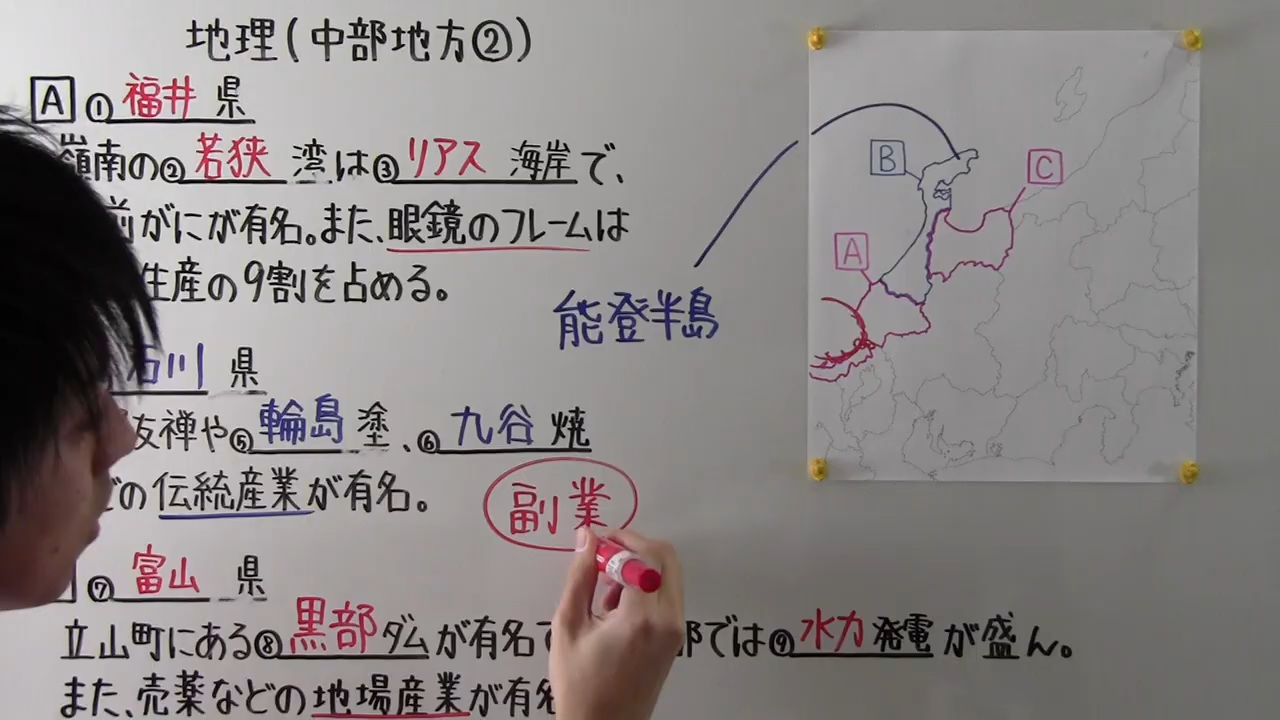 地理(中部地方②)
A ①福井 県
嶺南の②若狭 湾は③リアス 海岸で、
前がにが有名。また、眼鏡のフレームは
生産の9割を占める。
石川 県
友禅や⑤輪島 塗、⑥九谷 焼
どの伝統産業が有名。
副業
⑦富山 県
立山町にある⑧黒部ダムが有名で 部では⑨水力発電が盛ん。
また、売薬などの地場産業が有名
能登半島
B
C
A